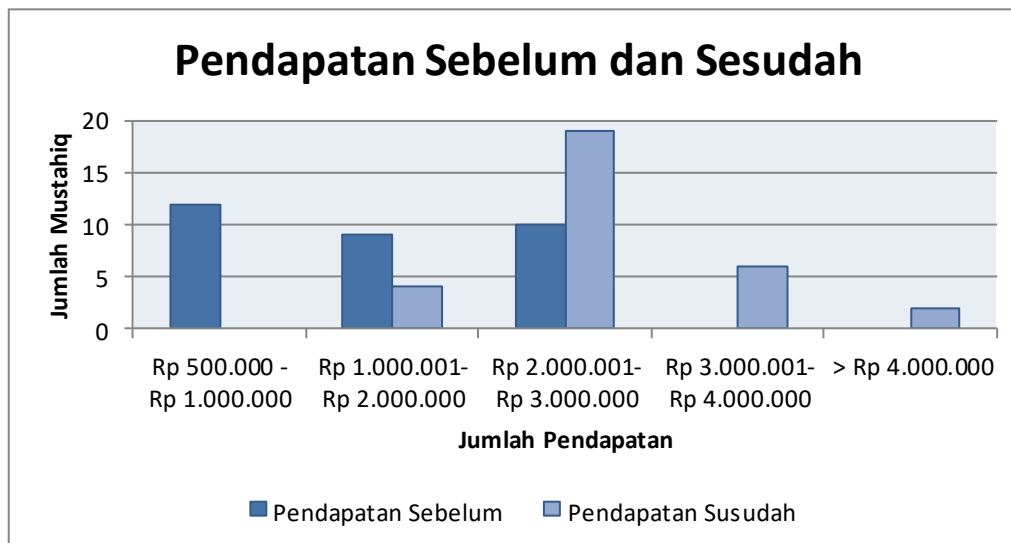 Pendapatan Sebelum dan Sesudah
Jumlah Mustahiq
20
15
10
5
0
Rp 500.000 -
Rp 1.000.000
Rp 1.000.001-
Rp 2.000.000
Rp 2.000.001-
Rp 3.000.000
Rp 3.000.001-
Rp 4.000.000
> Rp 4.000.000
Jumlah Pendapatan
Pendapatan Sebelum
Pendapatan Susudah